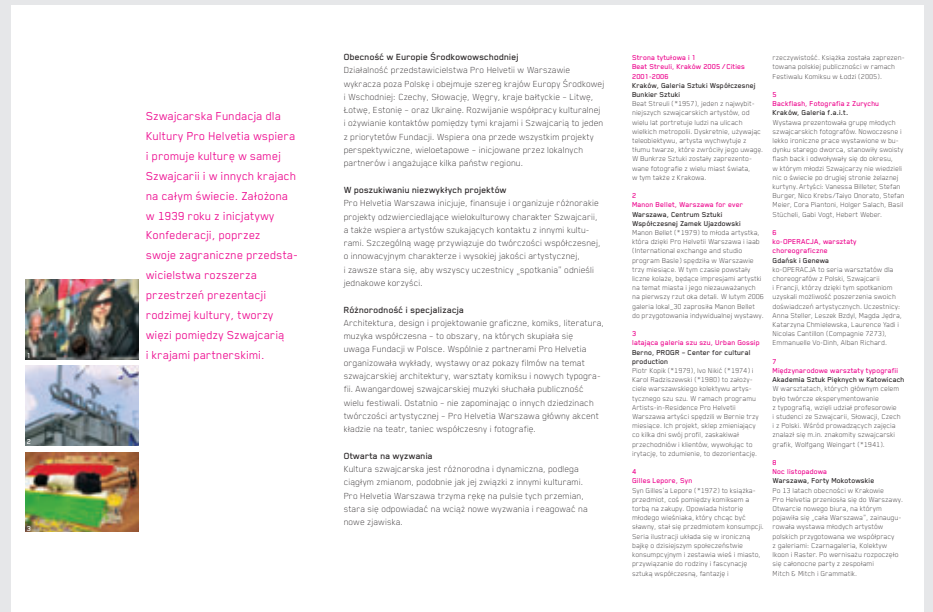 Szwajcarska Fundacja dla
Kultury Pro Helvetia wspiera
i promuje kulturę w samej
Szwajcarii i w innych krajach
na całym świecie. Założona
w 1939 roku z inicjatywy
Konfederacji, poprzez
swoje zagraniczne przedsta-
wicielstwa rozszerza
przestrzeń prezentacji
rodzimej kultury, tworzy
więzi pomiędzy Szwajcarią
i krajami partnerskimi.
1
2
3
Obecność w Europie Środkowowschodniej
Działalność przedstawicielstwa Pro Helvetii w Warszawie
wykracza poza Polskę i obejmuje szereg krajów Europy Środkowej
i Wschodniej: Czechy, Słowację, Węgry, kraje bałtyckie – Litwę,
Łotwę, Estonię – oraz Ukrainę. Rozwijanie współpracy kulturalnej
i ożywianie kontaktów pomiędzy tymi krajami i Szwajcarią to jeden
z priorytetów Fundacji. Wspiera ona przede wszystkim projekty
perspektywiczne, wieloetapowe – inicjowane przez lokalnych
partnerów i angażujące kilka państw regionu.
W poszukiwaniu niezwykłych projektów
Pro Helvetia Warszawa inicjuje, finansuje i organizuje różnorakie
projekty odzwierciedlające wielokulturowy charakter Szwajcarii,
a także wspiera artystów szukających kontaktu z innymi kultu-
rami. Szczególną wagę przywiązuje do twórczości współczesnej,
o innowacyjnym charakterze i wysokiej jakości artystycznej,
i zawsze stara się, aby wszyscy uczestnicy „spotkania” odnieśli
jednakowe korzyści.
Różnorodność i specjalizacja
Architektura, design i projektowanie graficzne, komiks, literatura,
muzyka współczesna – to obszary, na których skupiała się
uwaga Fundacji w Polsce. Wspólnie z partnerami Pro Helvetia
organizowała wykłady, wystawy oraz pokazy filmów na temat
szwajcarskiej architektury, warsztaty komiksu i nowych typogra-
fii. Awangardowej szwajcarskiej muzyki słuchała publiczność
wielu festiwali. Ostatnio – nie zapominając o innych dziedzinach
twórczości artystycznej – Pro Helvetia Warszawa główny akcent
kładzie na teatr, taniec współczesny i fotografię.
Otwarta na wyzwania
Kultura szwajcarska jest różnorodna i dynamiczna, podlega
ciągłym zmianom, podobnie jak jej związki z innymi kulturami.
Pro Helvetia Warszawa trzyma rękę na pulsie tych przemian,
stara się odpowiadać na wciąż nowe wyzwania i reagować na
nowe zjawiska.
Strona tytułowa i 1
Beat Streuli, Kraków 2005 / Cities
2001-2006
Kraków, Galeria Sztuki Współczesnej
Bunkier Sztuki
Beat Streuli (*1957), jeden z najwybit-
niejszych szwajcarskich artystów, od
wielu lat portretuje ludzi na ulicach
wielkich metropolii. Dyskretnie, używając
teleobiektywu, artysta wychwytuje z
tłumu twarze, które zwróciły jego uwagę.
W Bunkrze Sztuki zostały zaprezento-
wane fotografie z wielu miast świata,
w tym także z Krakowa.
2
Manon Bellet, Warsaw for ever
Warszawa, Centrum Sztuki
Współczesnej Zamek Ujazdowski
Manon Bellet (*1979) to młoda artystka,
która dzięki Pro Helvetii Warszawa i iaab
(International exchange and studio
program Basle) spędziła w Warszawie
trzy miesiące. W tym czasie powstały
liczne kolaże, będące impresjami artystki
na temat miasta i jego niezauważanych
na pierwszy rzut oka detali. W lutym 2006
galeria lokal_30 zaprosiła Manon Bellet
do przygotowania indywidualnej wystawy.
3
latająca galeria szu szu, Urban Gossip
Berno, PROGR – Center for cultural
production
Piotr Kopik (*1979), Ivo Nikić (*1974) i
Karol Radziszewski (*1980) to założy-
ciele warszawskiego kolektywu artys-
tycznego szu szu. W ramach programu
Artists-in-Residence Pro Helvetii
Warszawa artyści spędzili w Bernie trzy
miesiące. Ich projekt, sklep zmieniający
co kilka dni swój profil, zaskakiwał
przechodniów i klientów, wywołując to
irytację, to zdumienie, to dezorientację.
4
Gilles Lepore, Syn
Syn Gilles'a Lepore (*1972) to książka-
przedmiot, coś pomiędzy komiksem a
torbą na zakupy. Opowiada historię
młodego wieśniaka, który chcąc być
sławny, stał się przedmiotem konsumpcji.
Seria ilustracji układa się w ironiczną
bajkę o dzisiejszym społeczeństwie
konsumpcyjnym i zestawia wieś i miasto,
przywiązanie do rodziny i fascynację
sztuką współczesną, fantazję i
rzeczywistość. Książka została zaprezen-
towana polskiej publiczności w ramach
Festiwalu Komiksu w Łodzi (2005).
5
Backflash, Fotografia z Zurychu
Kraków, Galeria f.a.i.t.
Wystawa prezentowała grupę młodych
szwajcarskich fotografów. Nowoczesne i
lekko ironiczne prace wystawione w bu-
dynku starego dworca, stanowiły swoisty
flash back i odwoływały się do okresu,
w którym młodzi Szwajcarzy nie wiedzieli
nic o świecie po drugiej stronie żelaznej
kurtyny. Artyści: Vanessa Billeter, Stefan
Burger, Nico Krebs/Taiyo Onorato, Stefan
Meier, Cora Piantoni, Holger Salach, Basil
Stücheli, Gabi Vogt, Hebert Weber.
6
ko-OPERACJA, warsztaty
choreograficzne
Gdańsk i Genewa
ko-OPERACJA to seria warsztatów dla
choreografów z Polski, Szwajcarii
i Francji, którzy dzięki tym spotkaniom
uzyskali możliwość poszerzenia swoich
doświadczeń artystycznych. Uczestnicy:
Anna Steller, Leszek Bzdyl, Magda Jędra,
Katarzyna Chmielewska, Laurence Yadi i
Nicolas Cantillon (Compagnie 7273),
Emmanuelle Vo-Dinh, Alban Richard.
7
Międzynarodowe warsztaty typografii
Akademia Sztuk Pięknych w Katowicach
W warsztatach, których głównym celem
było twórcze eksperymentowanie
z typografią, wzięli udział profesorowie
i studenci ze Szwajcarii, Słowacji, Czech
i z Polski. Wśród prowadzących zajęcia
znalazł się m.in. znakomity szwajcarski
grafik, Wolfgang Weingart (*1941).
8
Noc listopadowa
Warszawa, Forty Mokotowskie
Po 13 latach obecności w Krakowie
Pro Helvetia przeniosła się do Warszawy.
Otwarcie nowego biura, na którym
pojawiła się „cała Warszawa”, zainaugu-
rowała wystawa młodych artystów
polskich przygotowana we współpracy
z galeriami: Czarnagaleria, Kolektyw
Ikoon i Raster. Po wernisażu rozpoczęło
się całonocne party z zespołami
Mitch & Mitch i Grammatik.